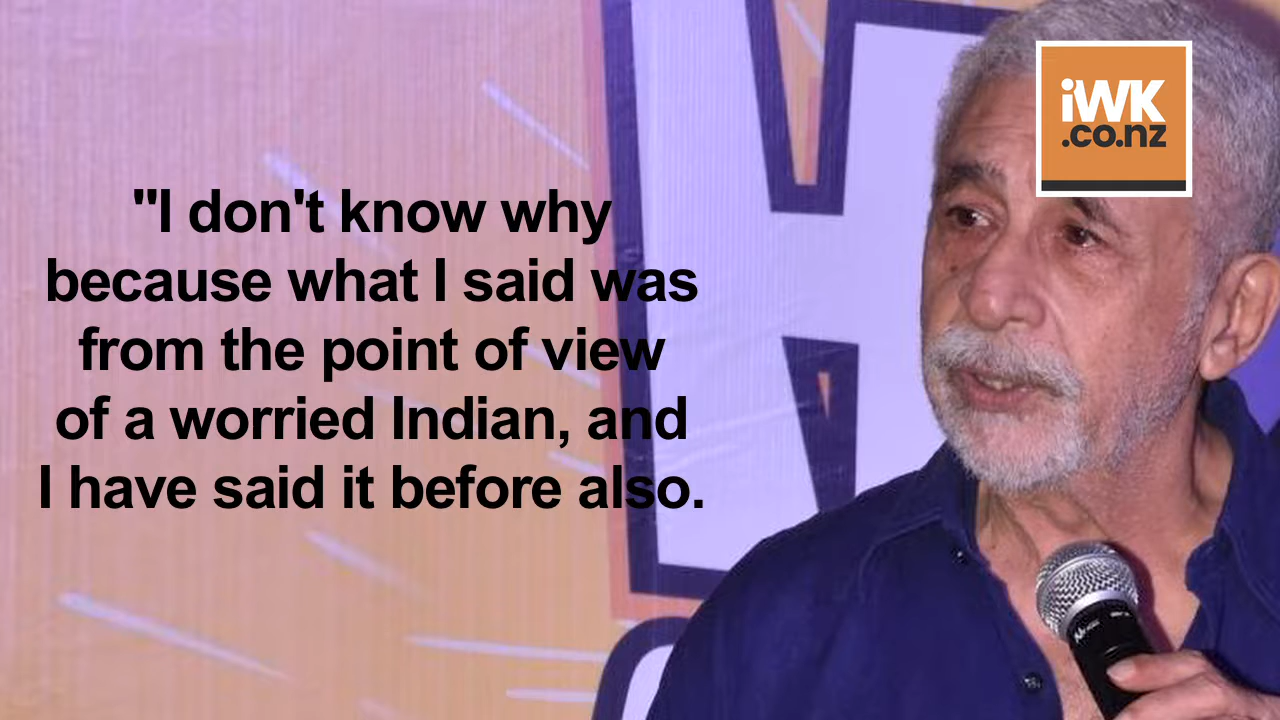 iWK
.co.nz
"I don't know why
because what I said was
from the point of view
of a worried Indian, and
I have said it before also.